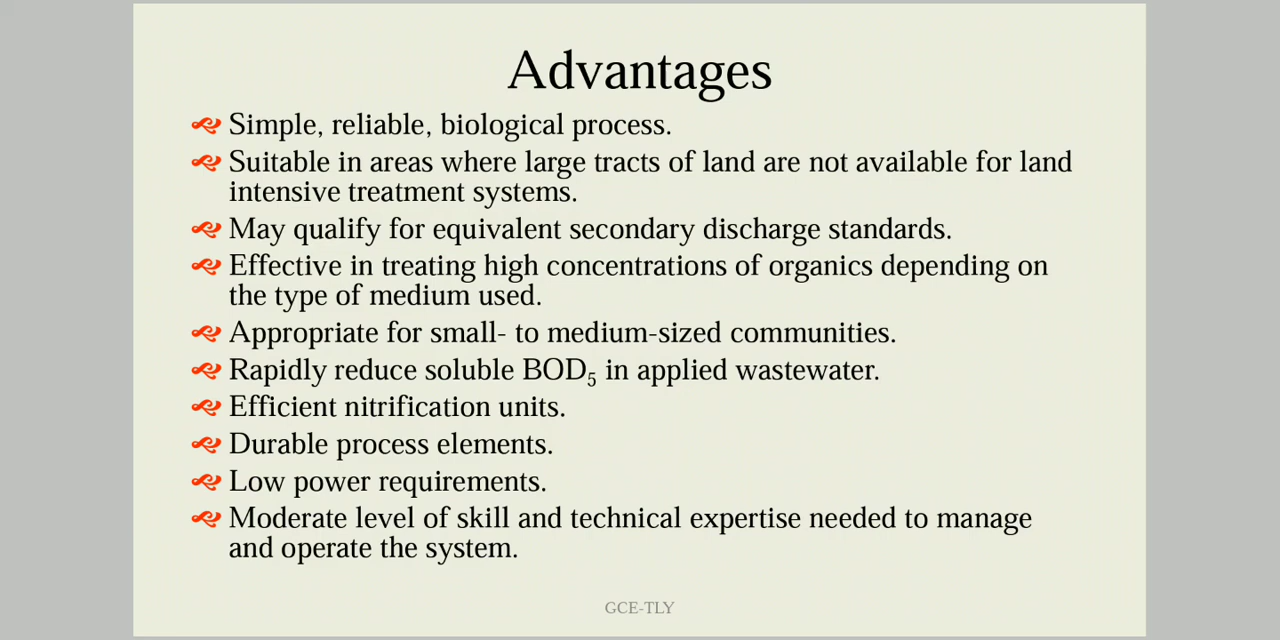 Advantages
Simple, reliable, biological process.
Suitable in areas where large tracts of land are not available for land
intensive treatment systems.
May qualify for equivalent secondary discharge standards.
Effective in treating high concentrations of organics depending on
the type of medium used.
Appropriate for small- to medium-sized communities.
Rapidly reduce soluble BOD₅ in applied wastewater.
Efficient nitrification units.
Durable process elements.
Low power requirements.
Moderate level of skill and technical expertise needed to manage
and operate the system.
GCE-TLY